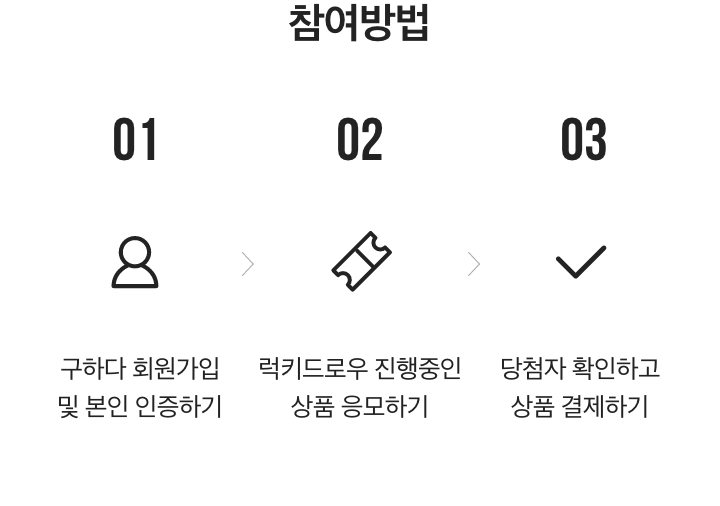 참여방법
01
02
03
구하다 회원가입
및 본인 인증하기
럭키드로우 진행중인
상품 응모하기
당첨자 확인하고
상품 결제하기